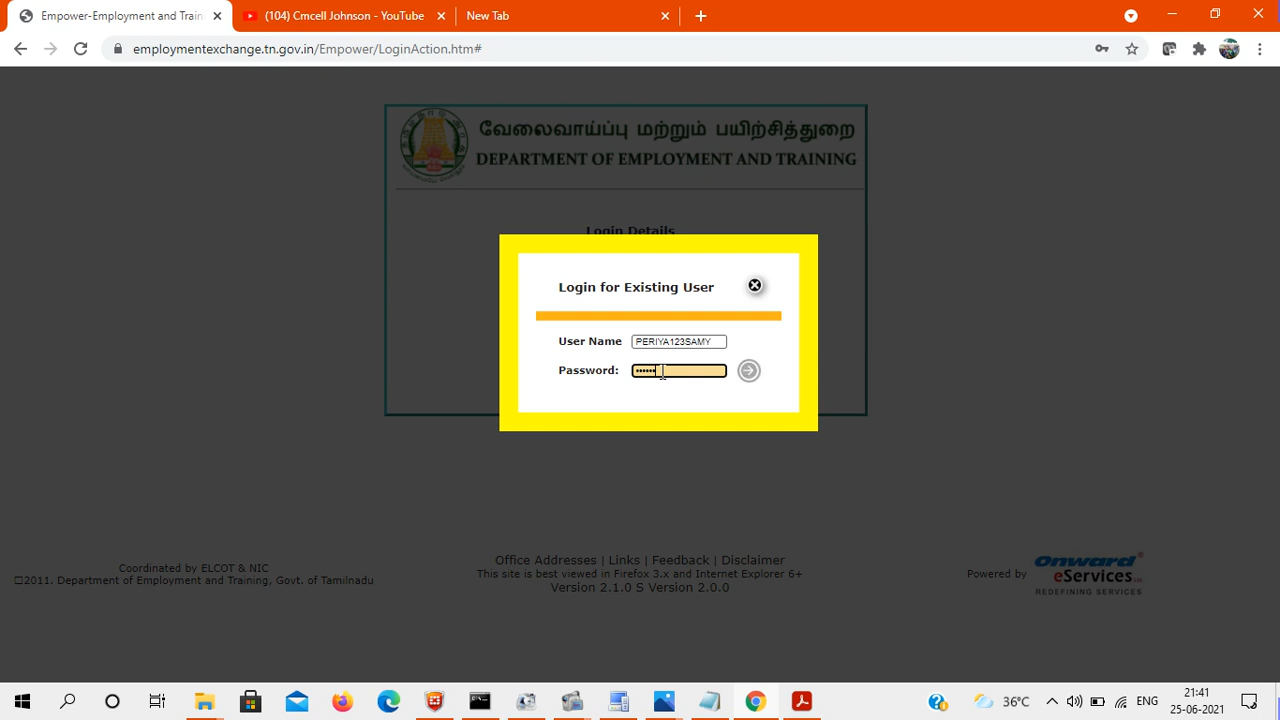 Empower-Employment and Train
(104) Cmcell Johnson - YouTube
New Tab
employmentexchange.tn.gov.in/Empower/LoginAction.htm#
வேலைவாய்ப்பு மற்றும் பயிற்சித்துறை
DEPARTMENT OF EMPLOYMENT AND TRAINING
Login Details
Login for Existing User
User Name PERIYA123SAMY
Password: ••••••
Office Addresses | Links | Feedback | Disclaimer
Coordinated by ELCOT & NIC
This site is best viewed in Firefox 3.x and Internet Explorer 6+
2011. Department of Employment and Training, Govt. of Tamilnadu
Version 2.1.0 S Version 2.0.0
Powered by
Onward
eServices
REDEFINING SERVICES
36°C
ENG
21:41
25-06-2021